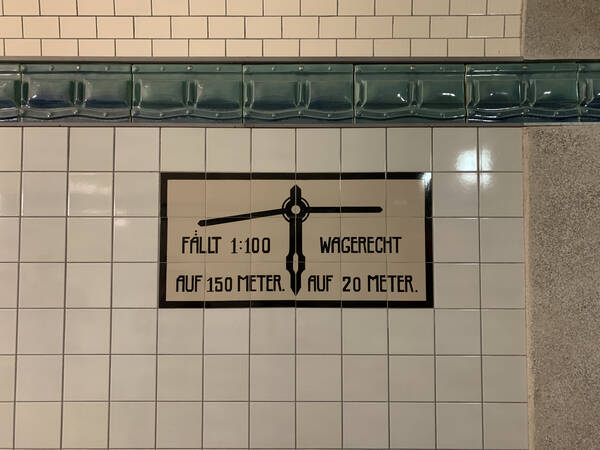 FÄLLT 1:100 WAGERECHT
AUF 150 METER. AUF 20 METER.